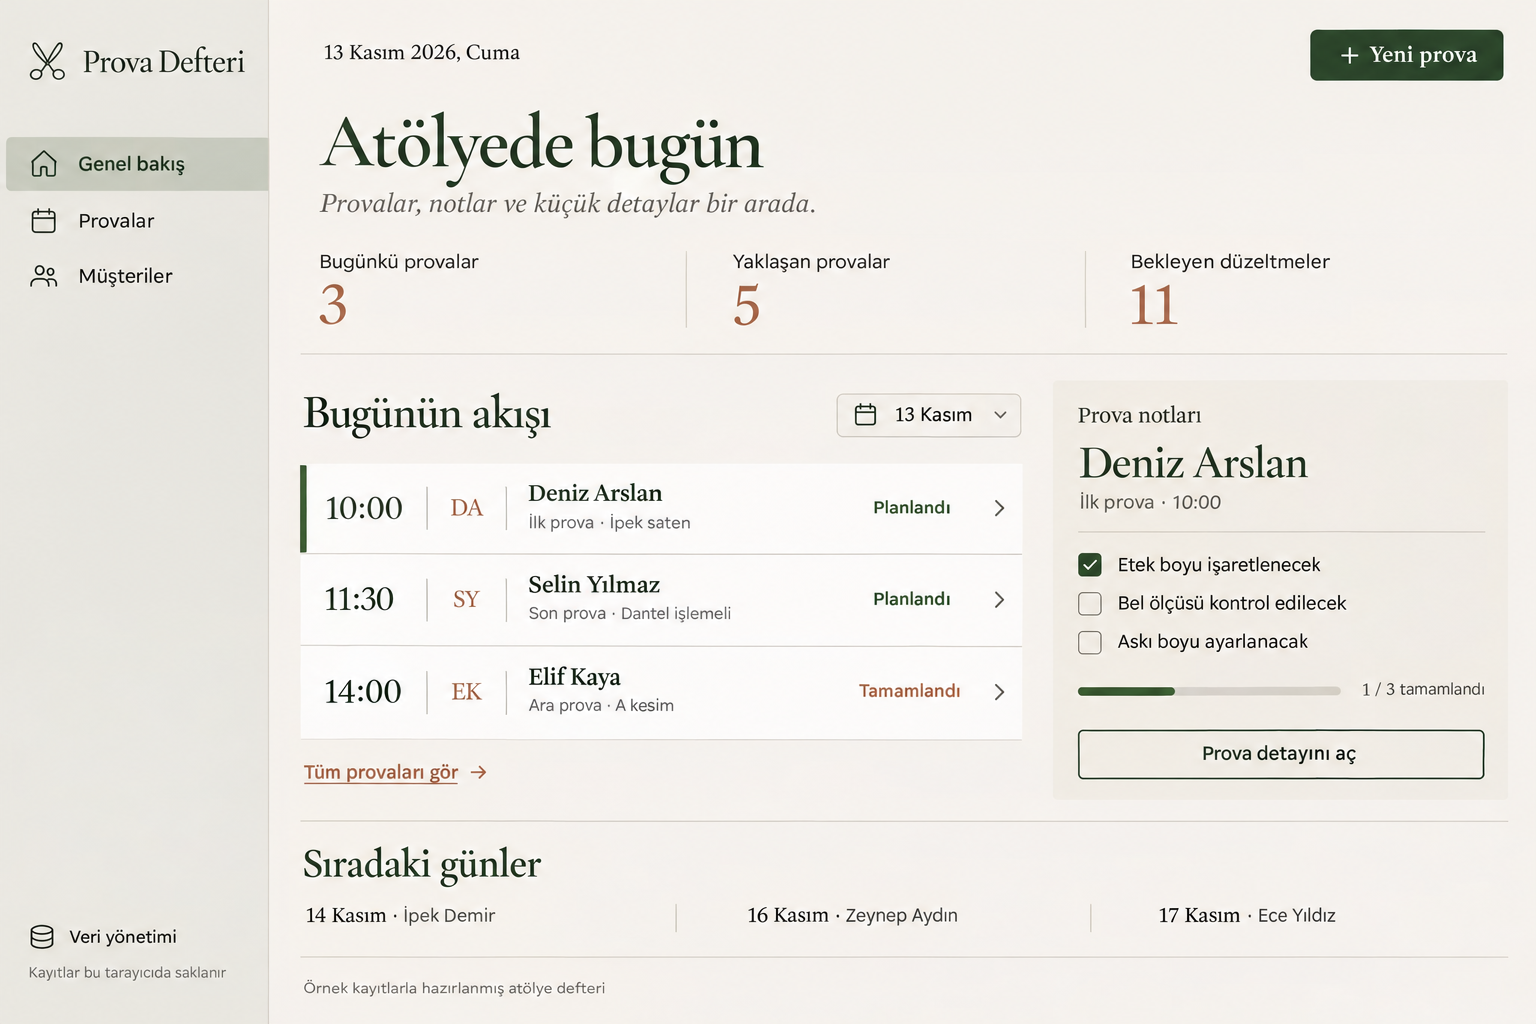 Prova Defteri
Genel bakış
Provalar
Müşteriler
Veri yönetimi
Kayıtlar bu tarayıcıda saklanır
13 Kasım 2026, Cuma
+ Yeni prova
Atölyede bugün
Provalar, notlar ve küçük detaylar bir arada.
Bugünkü provalar
3
Yaklaşan provalar
5
Bekleyen düzeltmeler
11
Bugünün akışı
13 Kasım
10:00
DA
Deniz Arslan
İlk prova · İpek saten
Planlandı
11:30
SY
Selin Yılmaz
Son prova · Dantel işlemeli
Planlandı
14:00
EK
Elif Kaya
Ara prova · A kesim
Tamamlandı
Tüm provaları gör →
Prova notları
Deniz Arslan
İlk prova · 10:00
Etek boyu işaretlenecek
Bel ölçüsü kontrol edilecek
Askı boyu ayarlanacak
1 / 3 tamamlandı
Prova detayını aç
Sıradaki günler
14 Kasım · İpek Demir
16 Kasım · Zeynep Aydın
17 Kasım · Ece Yıldız
Örnek kayıtlarla hazırlanmış atölye defteri